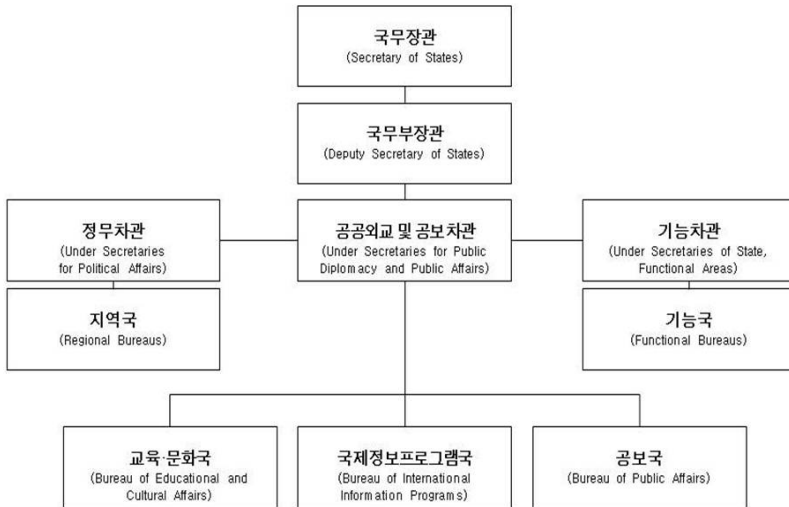 국무장관
(Secretary of States)
국무부장관
(Deputy Secretary of States)
정무차관
(Under Secretaries
for Political Affairs)
공공외교 및 공보차관
(Under Secretaries for Public
Diplomacy and Public Affairs)
기능차관
(Under Secretaries of State,
Functional Areas)
지역국
(Regional Bureaus)
기능국
(Functional Bureaus)
교육·문화국
(Bureau of Educational and
Cultural Affairs)
국제정보프로그램국
(Bureau of International
Information Programs)
공보국
(Bureau of Public Affairs)